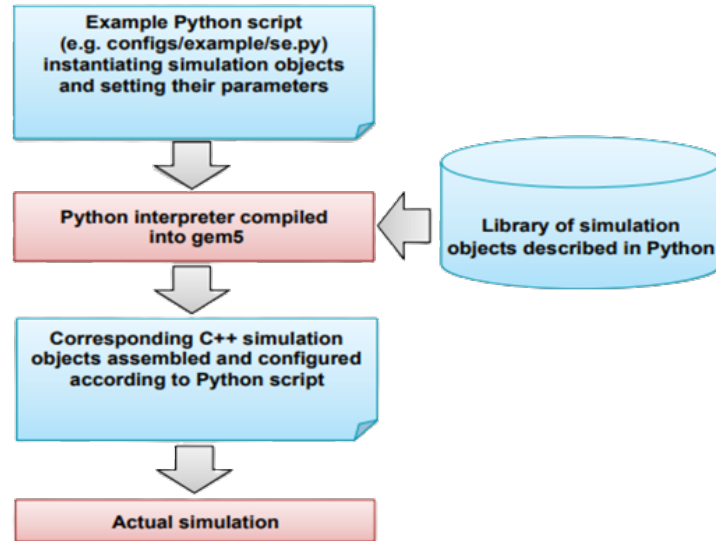 Example Python script
(e.g. configs/example/se.py)
instantiating simulation objects
and setting their parameters
Python interpreter compiled
into gem5
Library of simulation
objects described in Python
Corresponding C++ simulation
objects assembled and configured
according to Python script
Actual simulation